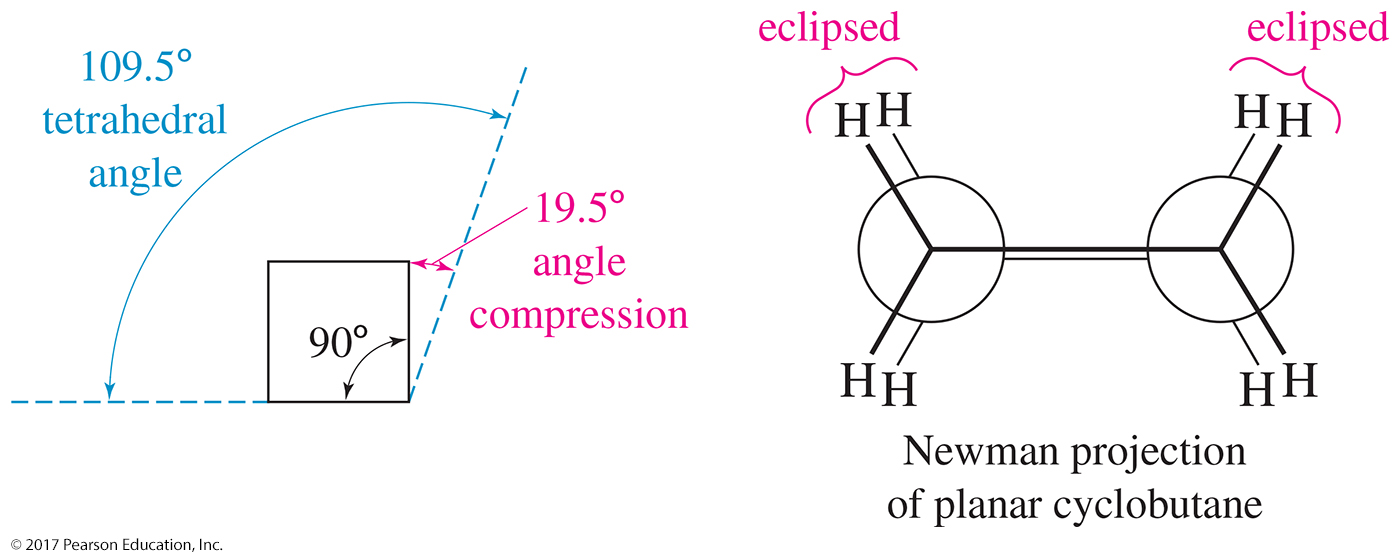 109.5°
tetrahedral
angle
19.5°
angle
compression
90°
eclipsed
eclipsed
H H
H H
H H
H H
Newman projection
of planar cyclobutane
© 2017 Pearson Education, Inc.